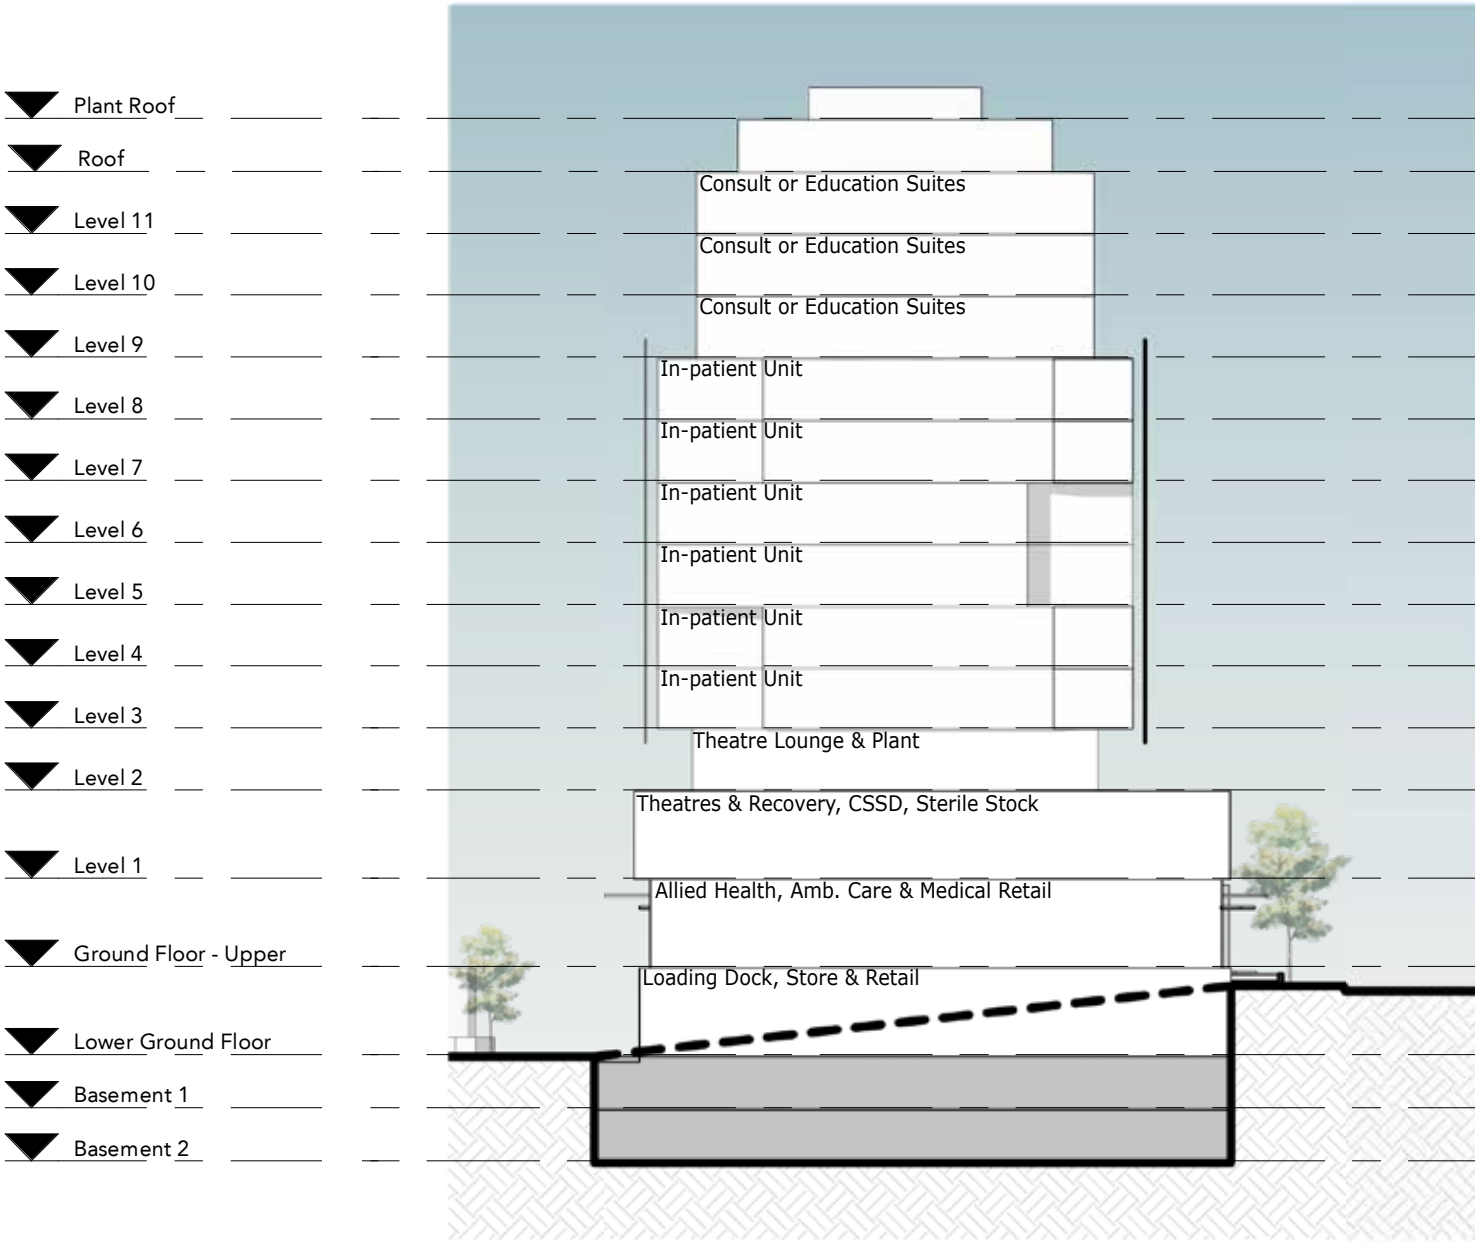 Plant Roof
Roof
Consult or Education Suites
Level 11
Consult or Education Suites
Level 10
Consult or Education Suites
Level 9
In-patient Unit
Level 8
In-patient Unit
Level 7
In-patient Unit
Level 6
In-patient Unit
Level 5
In-patient Unit
Level 4
In-patient Unit
Level 3
Theatre Lounge & Plant
Level 2
Theatres & Recovery, CSSD, Sterile Stock
Level 1
Allied Health, Amb. Care & Medical Retail
Ground Floor - Upper
Loading Dock, Store & Retail
Lower Ground Floor
Basement 1
Basement 2